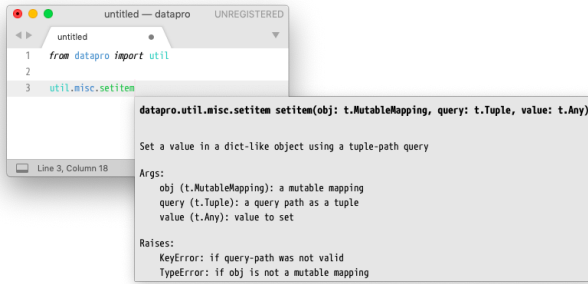 untitled — datapro UNREGISTERED
untitled
1 from datapro import util
2
3 util.misc.setitem
datapro.util.misc.setitem setitem(obj: t.MutableMapping, query: t.Tuple, value: t.Any)
Set a value in a dict-like object using a tuple-path query
Args:
obj (t.MutableMapping): a mutable mapping
query (t.Tuple): a query path as a tuple
value (t.Any): value to set
Raises:
KeyError: if query-path was not valid
TypeError: if obj is not a mutable mapping
Line 3, Column 18